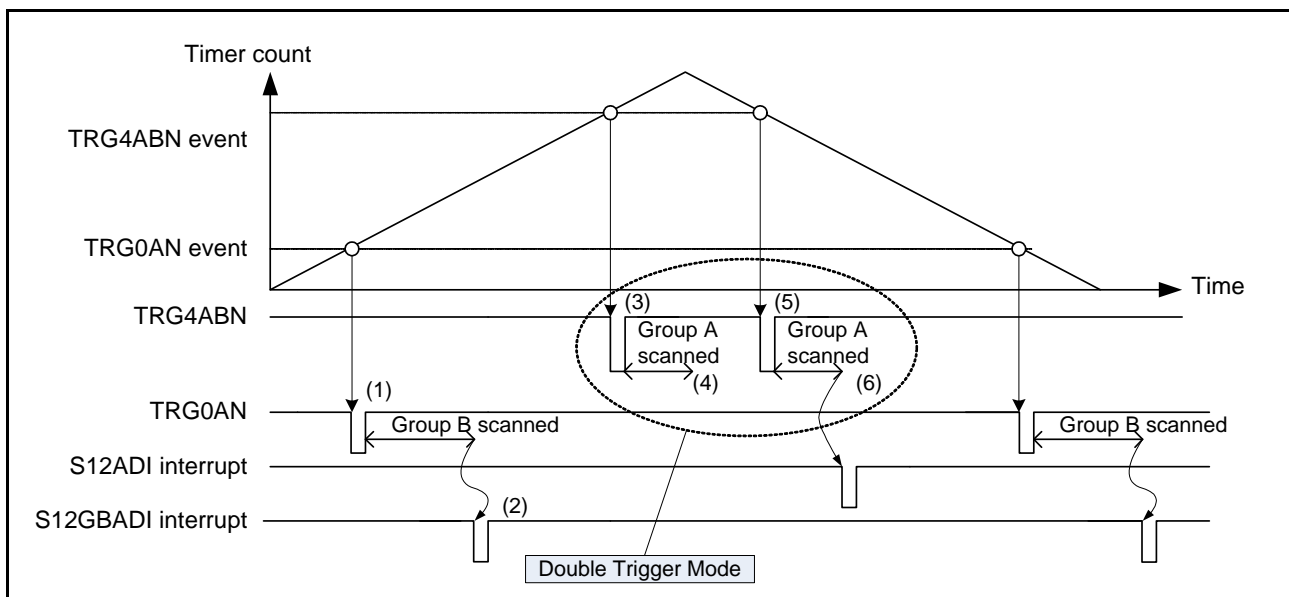 Timer count
TRG4ABN event
TRG0AN event
Time
TRG4ABN
(3)
(5)
Group A
scanned
Group A
scanned
(4)
(6)
TRG0AN
(1)
Group B scanned
Group B scanned
S12ADI interrupt
S12GBADI interrupt
(2)
Double Trigger Mode